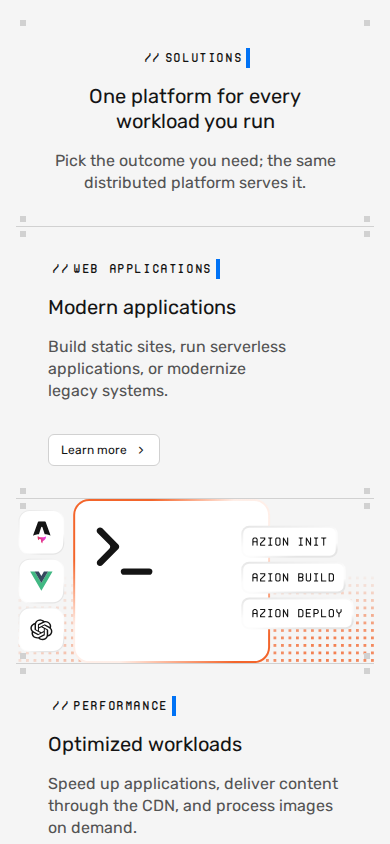 // SOLUTIONS
One platform for every
workload you run
Pick the outcome you need; the same
distributed platform serves it.
// WEB APPLICATIONS
Modern applications
Build static sites, run serverless
applications, or modernize
legacy systems.
Learn more
AZION INIT
AZION BUILD
AZION DEPLOY
// PERFORMANCE
Optimized workloads
Speed up applications, deliver content
through the CDN, and process images
on demand.